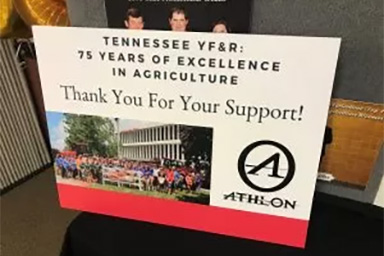 TENNESSEE YF&R:
75 YEARS OF EXCELLENCE
IN AGRICULTURE
Thank You For Your Support!
A
ATHLON